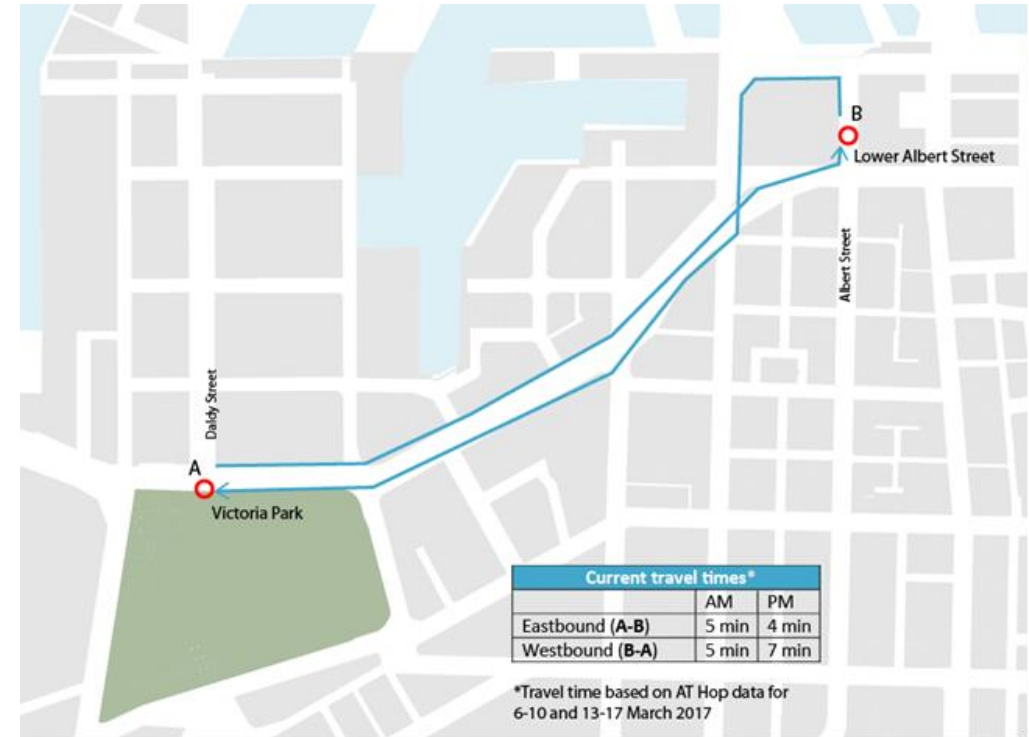 B
Lower Albert Street
Albert Street
Daldy Street
A
Victoria Park
Current travel times*
AM PM
Eastbound (A-B) 5 min 4 min
Westbound (B-A) 5 min 7 min
*Travel time based on AT Hop data for
6-10 and 13-17 March 2017